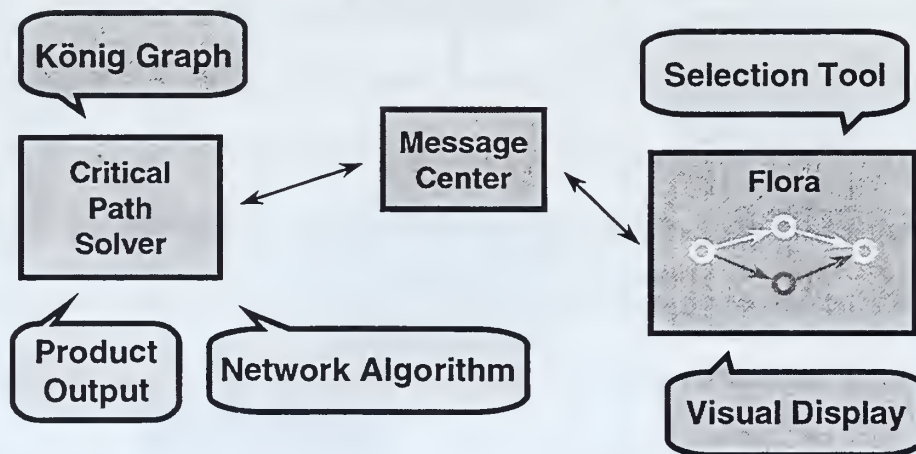 König Graph
Selection Tool
Message
Center
Critical
Path
Solver
Flora
Product
Output
Network Algorithm
Visual Display